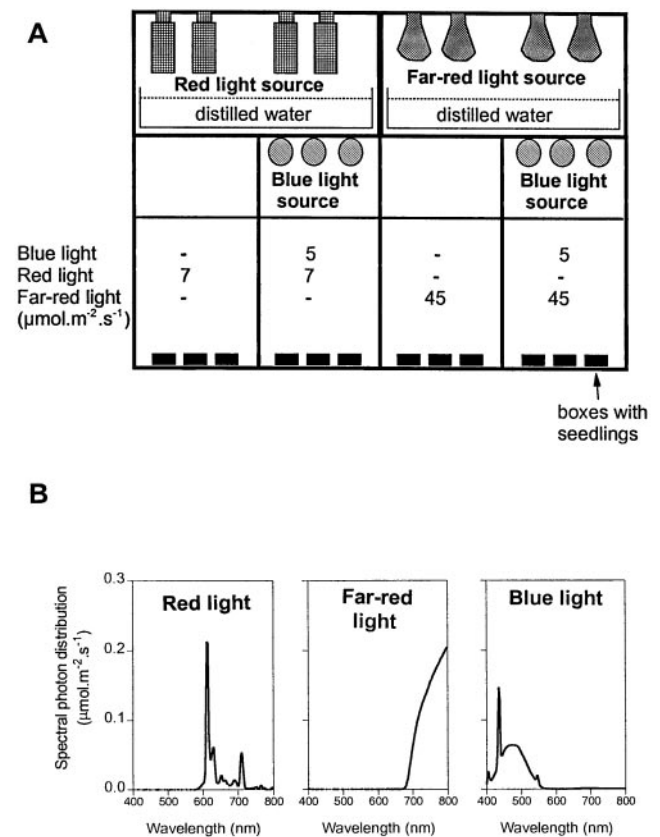 A
Red light source
distilled water
Far-red light source
distilled water
Blue light
source
Blue light
source
Blue light - 5 - 5
Red light 7 7 - -
Far-red light - - 45 45
(µmol.m⁻².s⁻¹)
boxes with
seedlings
B
Spectral photon distribution
(µmol.m⁻².s⁻¹)
0.3
0.2
0.1
0.0
Red light
400 500 600 700 800
Wavelength (nm)
Far-red
light
400 500 600 700 800
Wavelength (nm)
Blue light
400 500 600 700 800
Wavelength (nm)